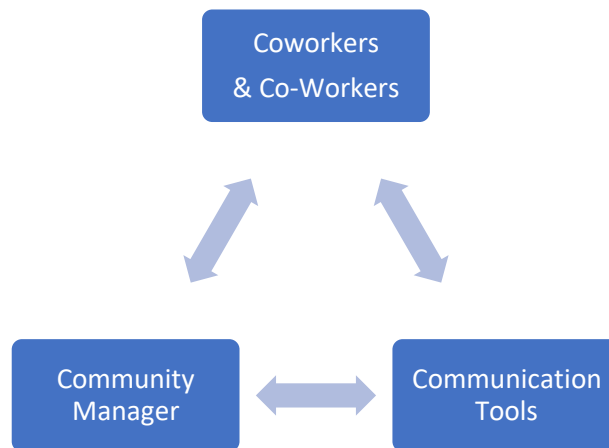 Coworkers
& Co-Workers
Community
Manager
Communication
Tools